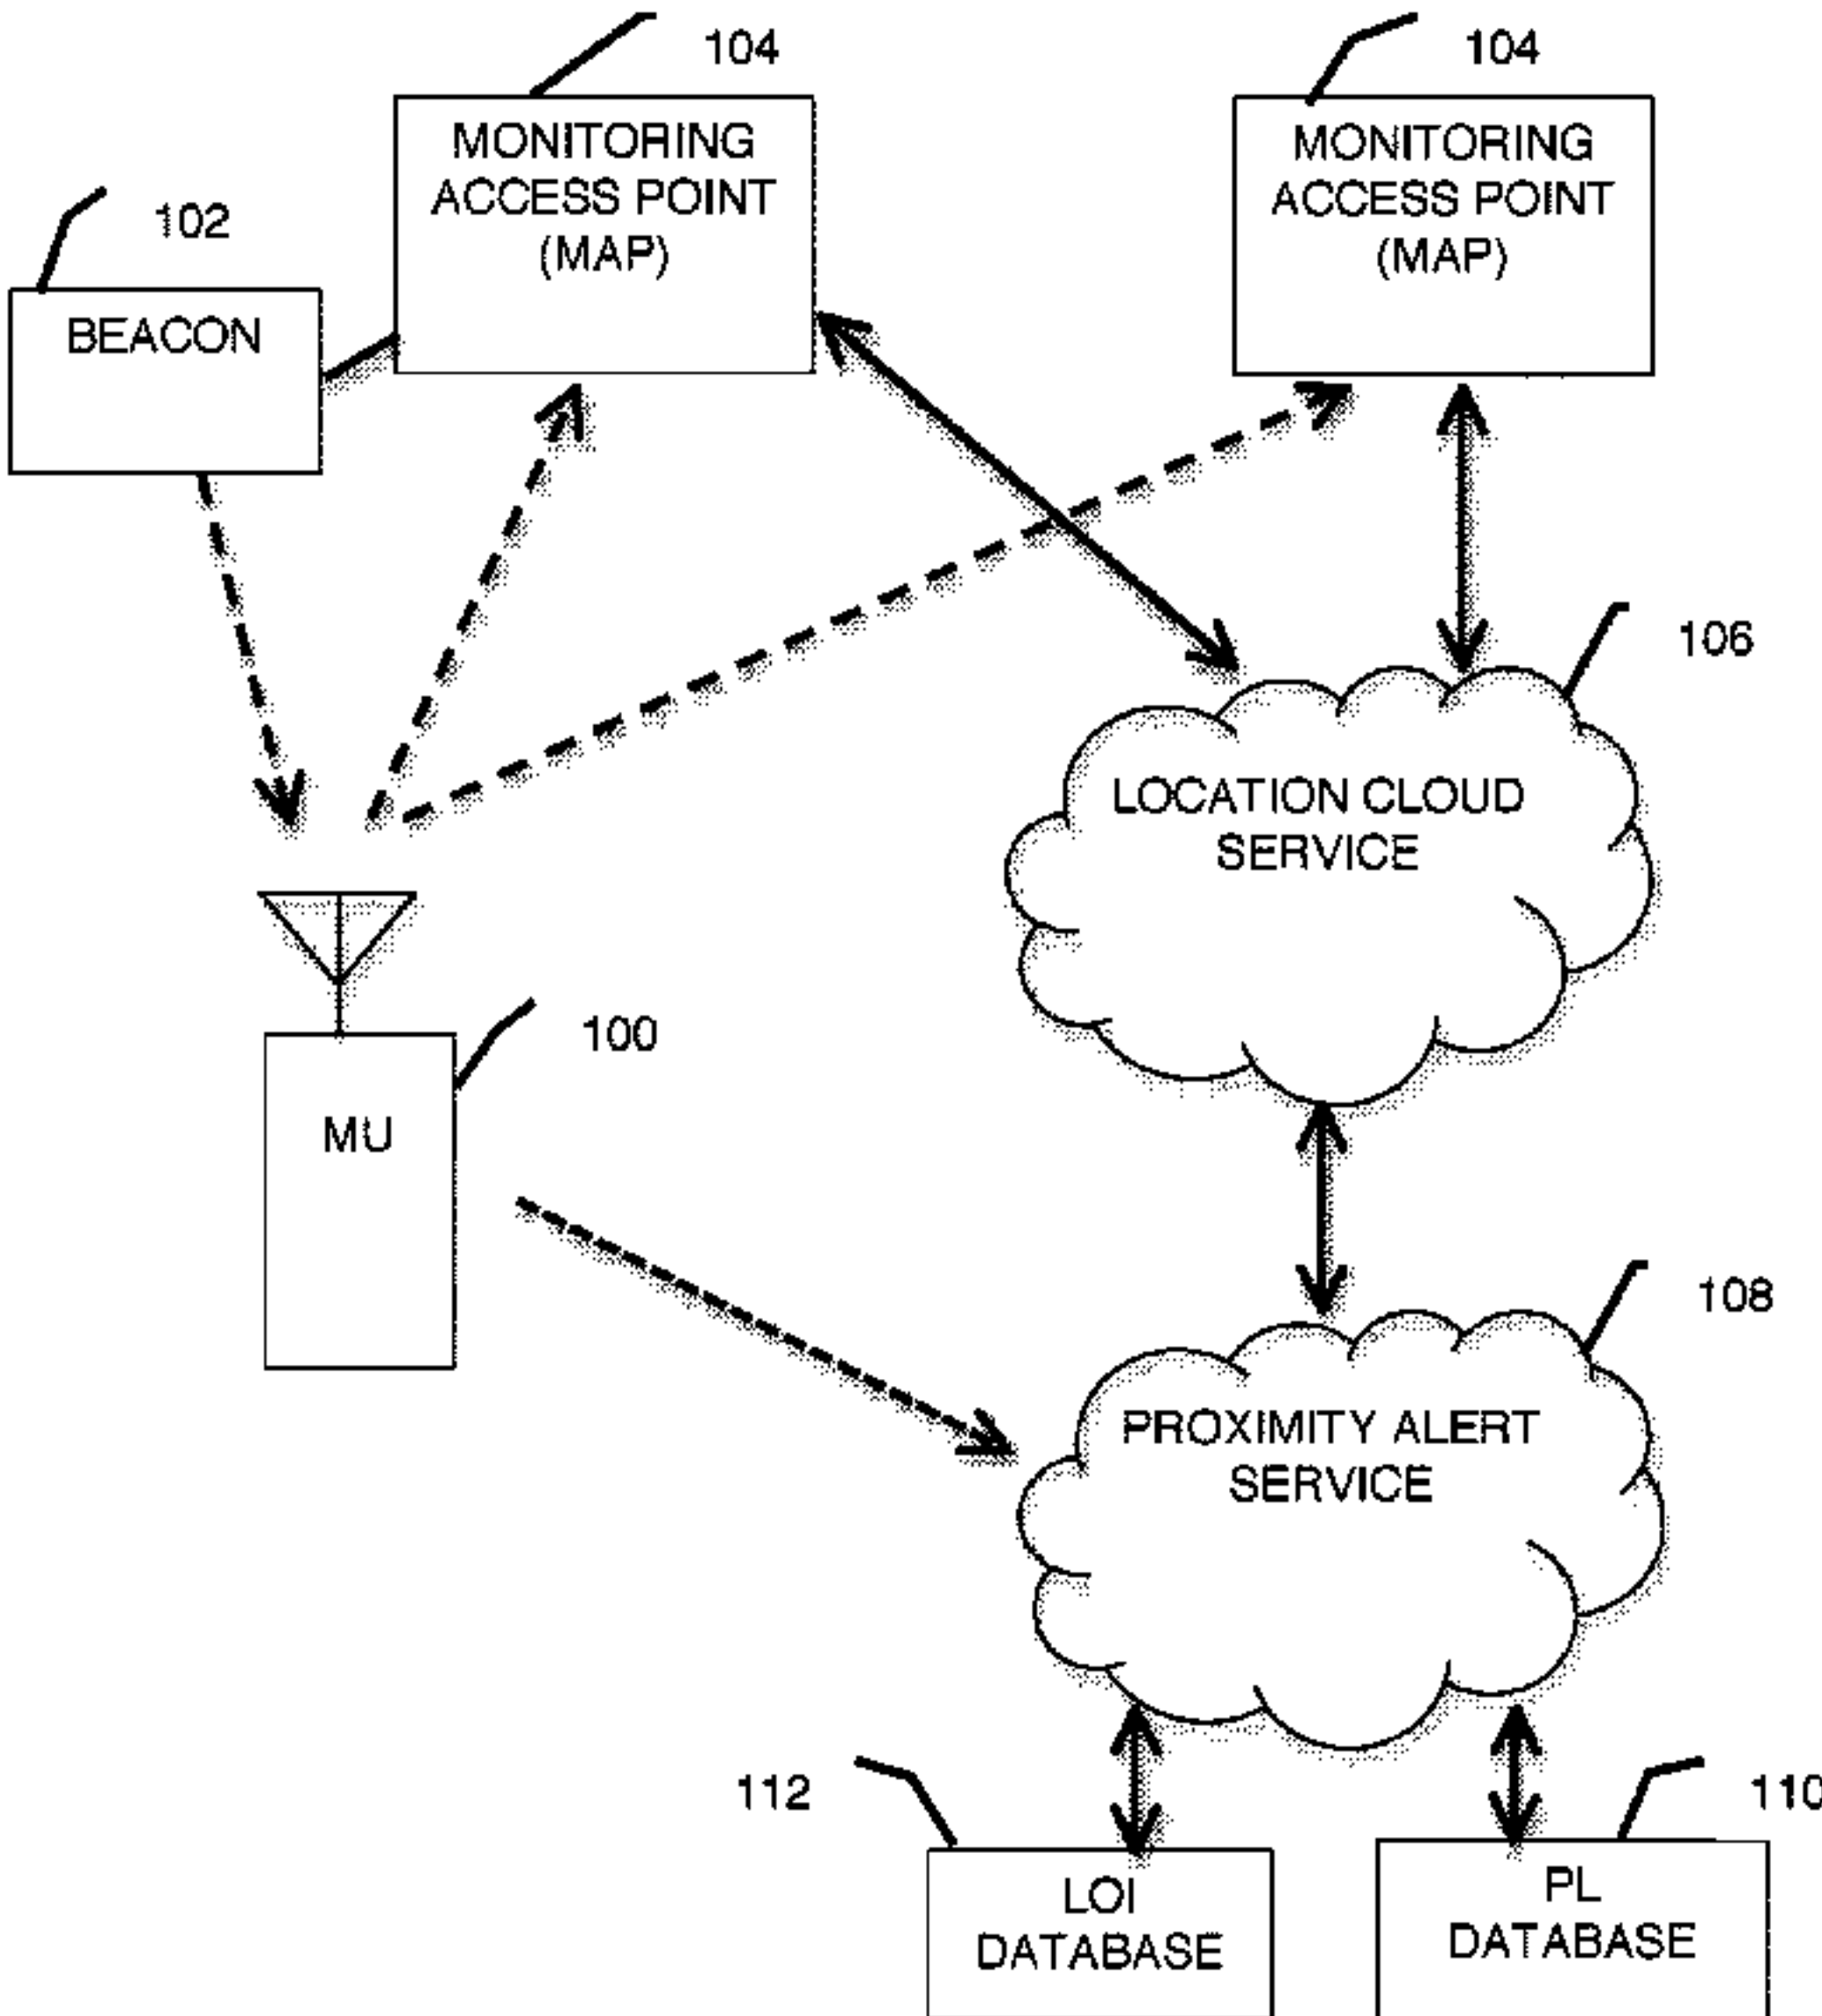 104
104
MONITORING
ACCESS POINT
(MAP)
MONITORING
ACCESS POINT
(MAP)
102
BEACON
106
LOCATION CLOUD
SERVICE
100
MU
108
PROXIMITY ALERT
SERVICE
112
110
LOI
DATABASE
PL
DATABASE